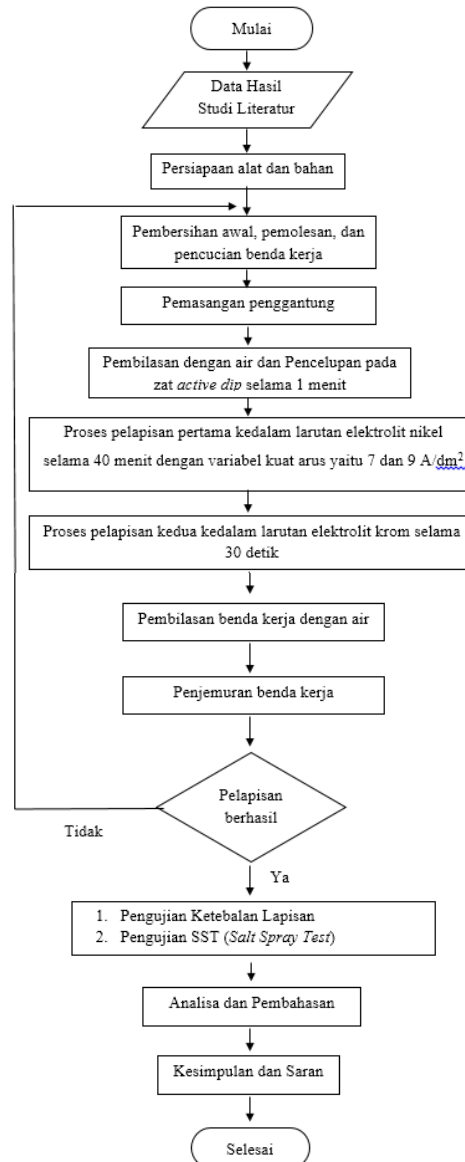 Mulai
Data Hasil
Studi Literatur
Persiapaan alat dan bahan
Pembersihan awal, pemolesan, dan
pencucian benda kerja
Pemasangan penggantung
Pembilasan dengan air dan Pencelupan pada
zat active dip selama 1 menit
Proses pelapisan pertama kedalam larutan elektrolit nikel
selama 40 menit dengan variabel kuat arus yaitu 7 dan 9 A/dm²
Proses pelapisan kedua kedalam larutan elektrolit krom selama
30 detik
Pembilasan benda kerja dengan air
Penjemuran benda kerja
Pelapisan
berhasil
Tidak
Ya
1. Pengujian Ketebalan Lapisan
2. Pengujian SST (Salt Spray Test)
Analisa dan Pembahasan
Kesimpulan dan Saran
Selesai